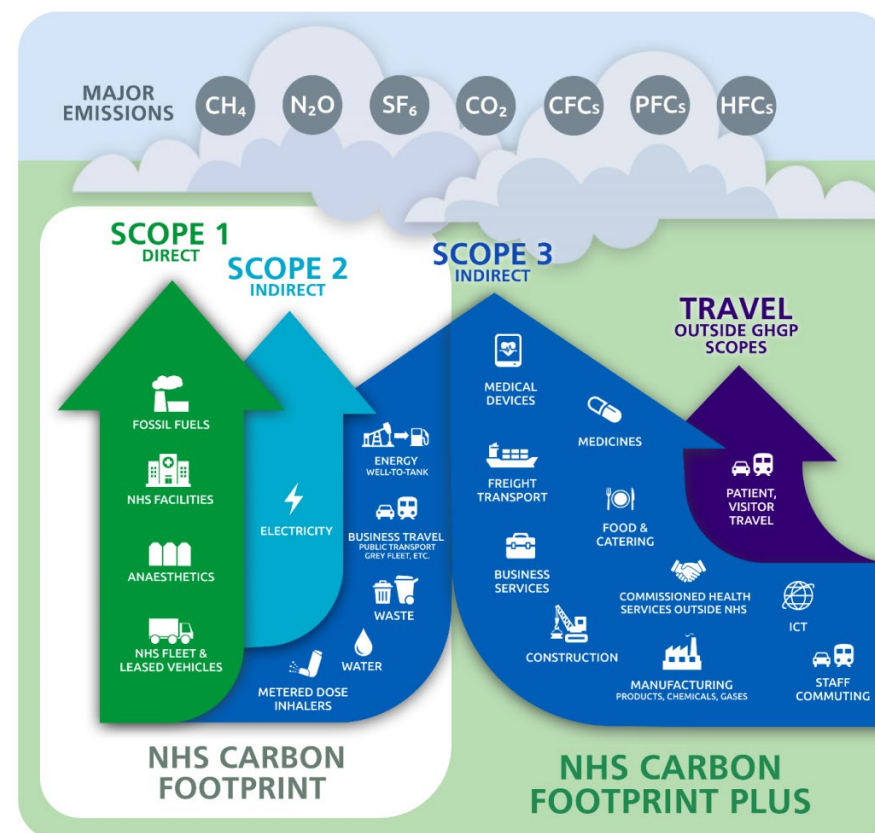 MAJOR
EMISSIONS
CH₄
N₂O
SF₆
CO₂
CFCs
PFCs
HFCs
SCOPE 1
DIRECT
SCOPE 2
INDIRECT
SCOPE 3
INDIRECT
TRAVEL
OUTSIDE GHGP
SCOPES
FOSSIL FUELS
NHS FACILITIES
ANAESTHETICS
NHS FLEET &
LEASED VEHICLES
ELECTRICITY
ENERGY
WELL-TO-TANK
BUSINESS TRAVEL
PUBLIC TRANSPORT
GREY FLEET, ETC.
WASTE
WATER
METERED DOSE
INHALERS
MEDICAL
DEVICES
MEDICINES
FREIGHT
TRANSPORT
FOOD &
CATERING
BUSINESS
SERVICES
COMMISSIONED HEALTH
SERVICES OUTSIDE NHS
CONSTRUCTION
MANUFACTURING
PRODUCTS, CHEMICALS, GASES
ICT
STAFF
COMMUTING
PATIENT,
VISITOR
TRAVEL
NHS CARBON
FOOTPRINT
NHS CARBON
FOOTPRINT PLUS